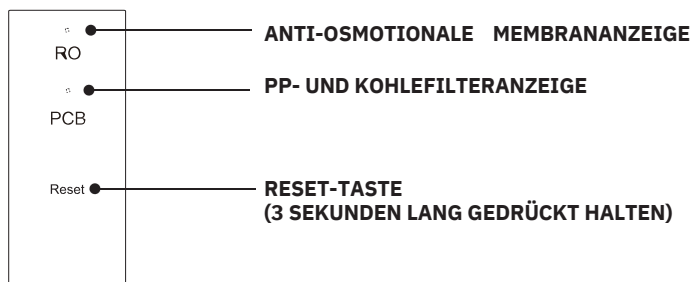 ANTI-OSMOTIONALE MEMBRANANZEIGE
RO
PP- UND KOHLEFILTERANZEIGE
PCB
Reset
RESET-TASTE
(3 SEKUNDEN LANG GEDRÜCKT HALTEN)